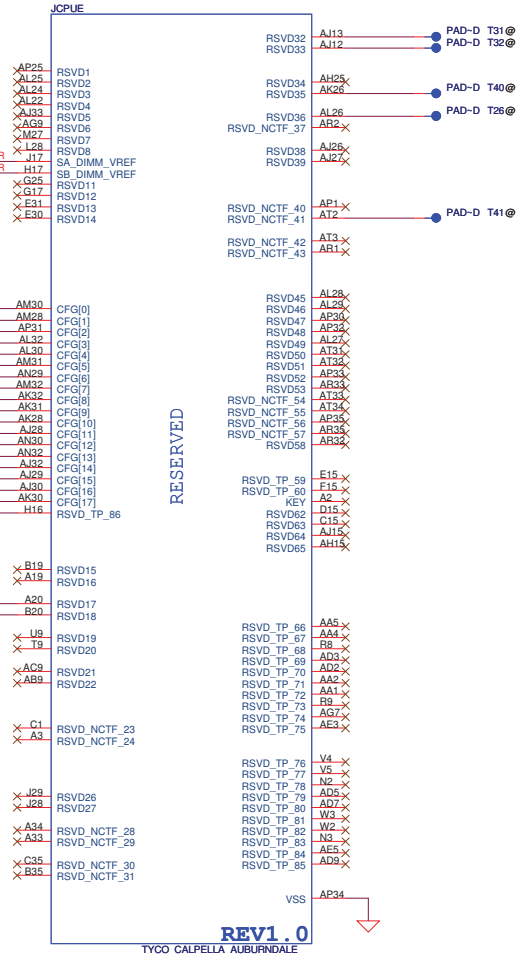 JCPUE
RSVD32 AJ13 PAD~D T31@
RSVD33 AJ12 PAD~D T32@
AP25 RSVD1
AL25 RSVD2 RSVD34 AH25
AL24 RSVD3 RSVD35 AK26 PAD~D T40@
AL22 RSVD4
AJ33 RSVD5 RSVD36 AL26 PAD~D T26@
AG9 RSVD6 RSVD_NCTF_37 AR2
M27 RSVD7
L28 RSVD8 RSVD38 AJ26
J17 SA_DIMM_VREF RSVD39 AJ27
H17 SB_DIMM_VREF
G25 RSVD11
G17 RSVD12
E31 RSVD13 RSVD_NCTF_40 AP1
E30 RSVD14 RSVD_NCTF_41 AT2 PAD~D T41@
RSVD_NCTF_42 AT3
RSVD_NCTF_43 AR1
RSVD45 AL28
AM30 CFG[0] RSVD46 AL29
AM28 CFG[1] RSVD47 AP30
AP31 CFG[2] RSVD48 AP32
AL32 CFG[3] RSVD49 AL27
AL30 CFG[4] RSVD50 AT31
AM31 CFG[5] RSVD51 AT32
AN29 CFG[6] RSVD52 AP33
AM32 CFG[7] RSVD53 AR33
AK32 CFG[8] RSVD_NCTF_54 AT33
AK31 CFG[9] RSVD_NCTF_55 AT34
AK28 CFG[10] RSVD_NCTF_56 AP35
AJ28 CFG[11] RSVD_NCTF_57 AR35
AN30 CFG[12] RSVD58 AR32
AN32 CFG[13]
AJ32 CFG[14]
AJ29 CFG[15] RSVD_TP_59 E15
AJ30 CFG[16] RSVD_TP_60 F15
AK30 CFG[17] KEY A2
H16 RSVD_TP_86 RSVD62 D15
RSVD63 C15
RSVD64 AJ15
RSVD65 AH15
RESERVED
B19 RSVD15
A19 RSVD16
A20 RSVD17
B20 RSVD18
RSVD_TP_66 AA5
U9 RSVD19 RSVD_TP_67 AA4
T9 RSVD20 RSVD_TP_68 R8
RSVD_TP_69 AD3
AC9 RSVD21 RSVD_TP_70 AD2
AB9 RSVD22 RSVD_TP_71 AA2
RSVD_TP_72 AA1
RSVD_TP_73 R9
RSVD_TP_74 AG7
C1 RSVD_NCTF_23 RSVD_TP_75 AE3
A3 RSVD_NCTF_24
RSVD_TP_76 V4
RSVD_TP_77 V5
RSVD_TP_78 N2
J29 RSVD26 RSVD_TP_79 AD5
J28 RSVD27 RSVD_TP_80 AD7
RSVD_TP_81 W3
A34 RSVD_NCTF_28 RSVD_TP_82 W2
A33 RSVD_NCTF_29 RSVD_TP_83 N3
RSVD_TP_84 AE5
C35 RSVD_NCTF_30 RSVD_TP_85 AD9
B35 RSVD_NCTF_31
VSS AP34
REV1.0
TYCO CALPELLA AUBURNDALE